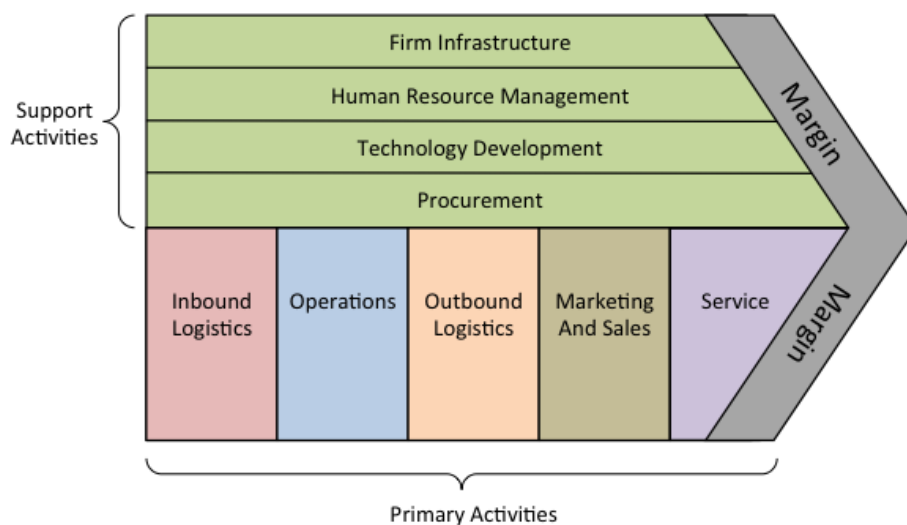 Firm Infrastructure
Human Resource Management
Technology Development
Procurement
Support
Activities
Margin
Inbound
Logistics
Operations
Outbound
Logistics
Marketing
And Sales
Service
Margin
Primary Activities